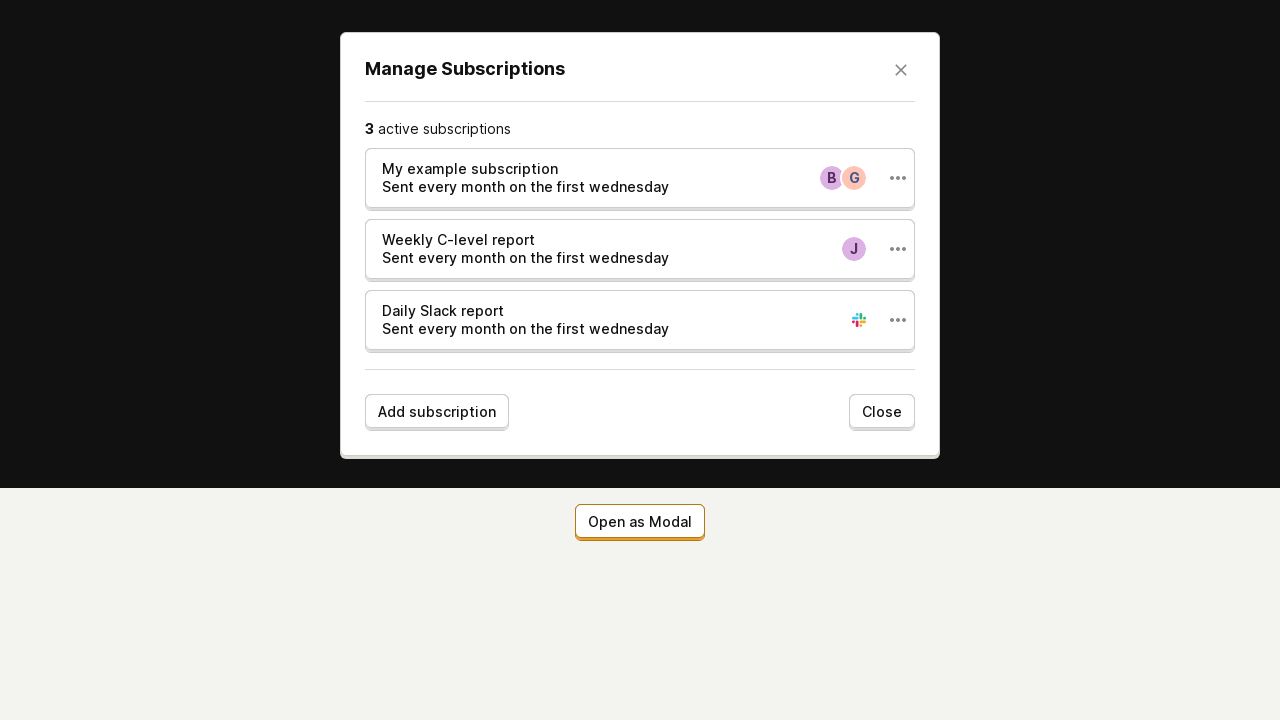 Manage Subscriptions
3 active subscriptions
My example subscription
Sent every month on the first wednesday
B G
Weekly C-level report
Sent every month on the first wednesday
J
Daily Slack report
Sent every month on the first wednesday
Add subscription
Close
Open as Modal